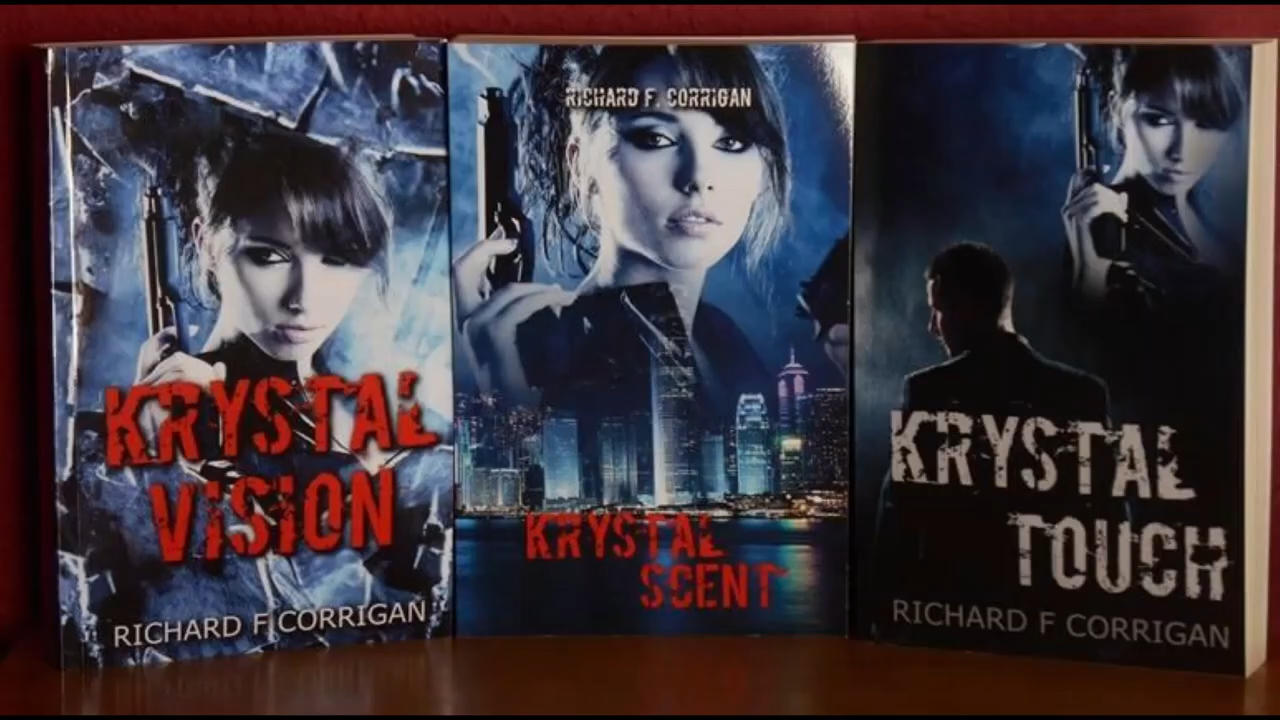 KRYSTAL
VISION
RICHARD F CORRIGAN
RICHARD F. CORRIGAN
KRYSTAL
SCENT
KRYSTAL
TOUCH
RICHARD F CORRIGAN